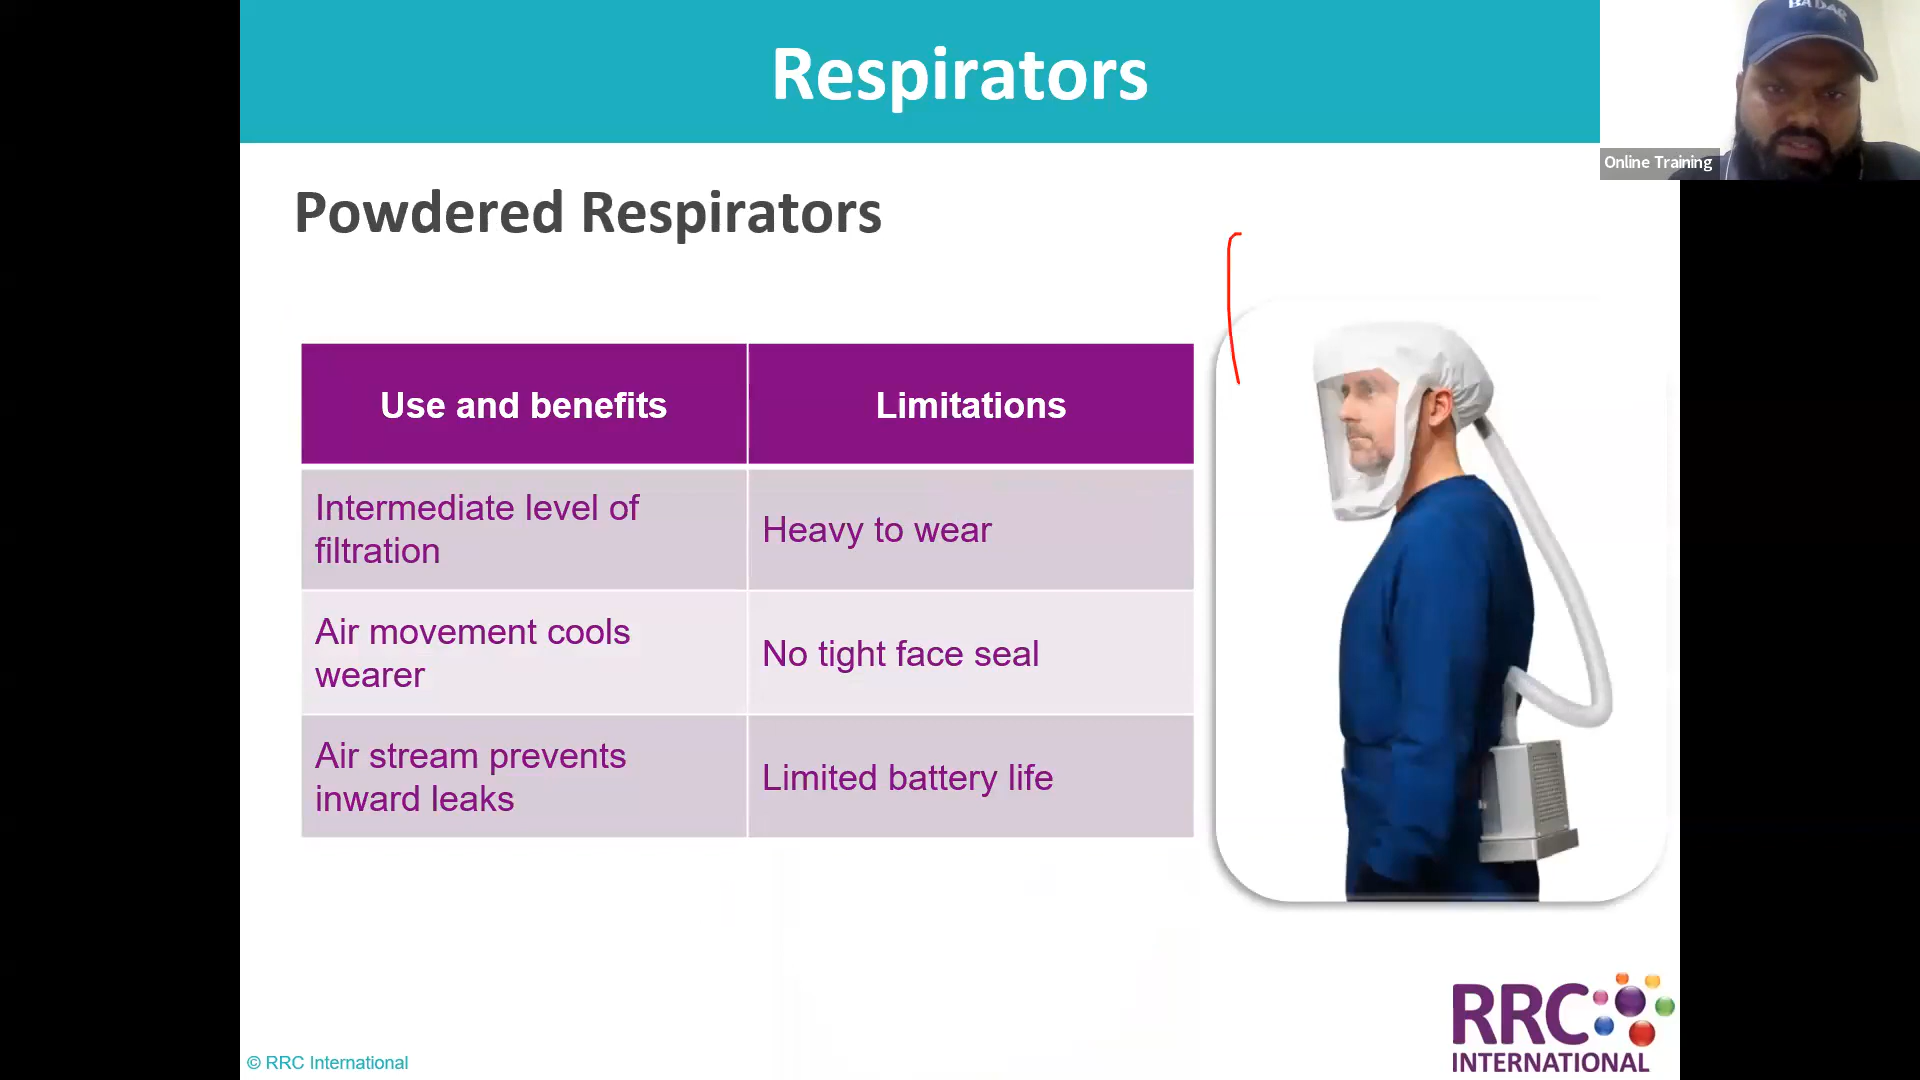 Respirators
BADAR
Online Training
Powdered Respirators
Use and benefits
Limitations
Intermediate level of
filtration
Heavy to wear
Air movement cools
wearer
No tight face seal
Air stream prevents
inward leaks
Limited battery life
RRC
INTERNATIONAL
© RRC International